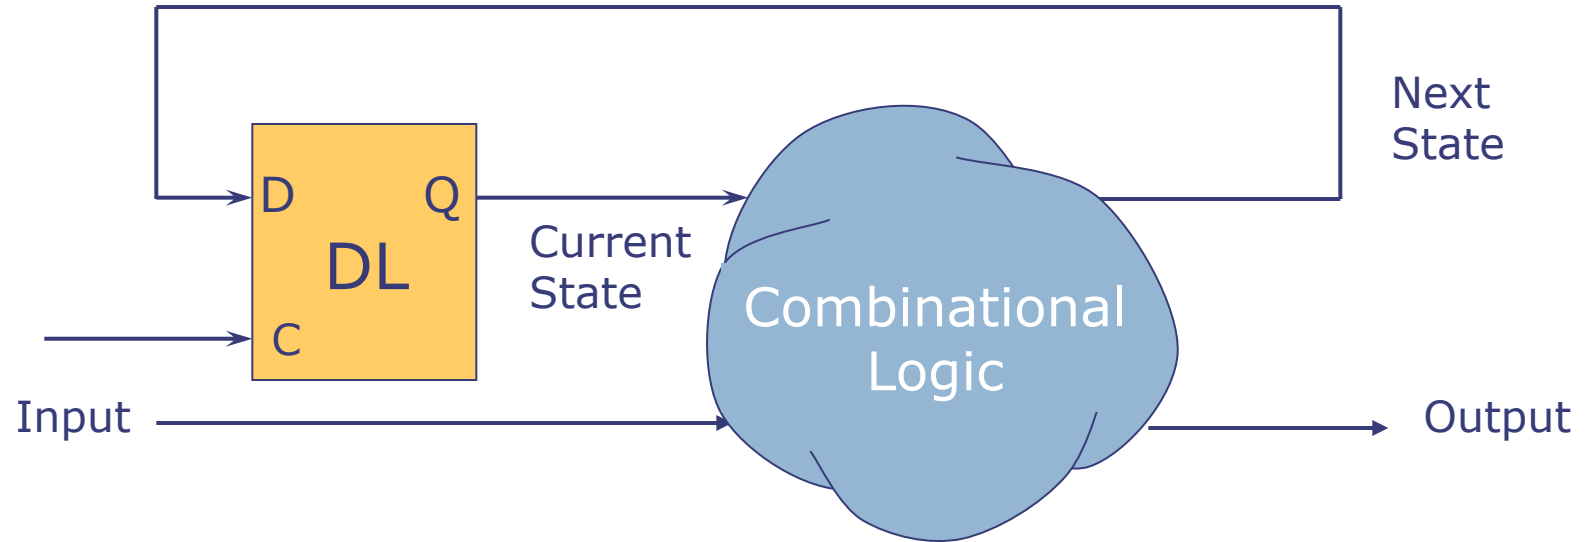 Next
State
D
Q
Current
State
DL
C
Combinational
Logic
Input
Output